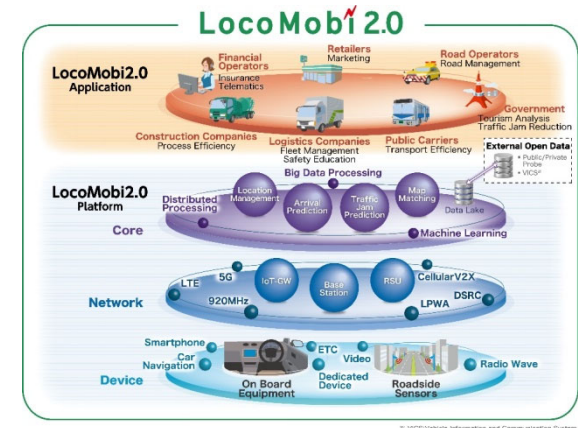 LocoMobi 2.0
LocoMobi2.0
Application
Financial
Operators
Insurance
Telematics
Retailers
Marketing
Road Operators
Road Management
Construction Companies
Process Efficiency
Logistics Companies
Fleet Management
Safety Education
Public Carriers
Transport Efficiency
Government
Tourism Analysis
Traffic Jam Reduction
External Open Data
• Public/Private
Probe
• VICS®
Data Lake
LocoMobi2.0
Platform
Core
Big Data Processing
Distributed
Processing
Location
Management
Arrival
Prediction
Traffic
Jam
Prediction
Map
Matching
Machine Learning
Network
LTE
5G
920MHz
IoT-GW
Base
Station
RSU
CellularV2X
LPWA
DSRC
Device
Smartphone
Car
Navigation
On Board
Equipment
ETC
Video
Dedicated
Device
Roadside
Sensors
Radio Wave